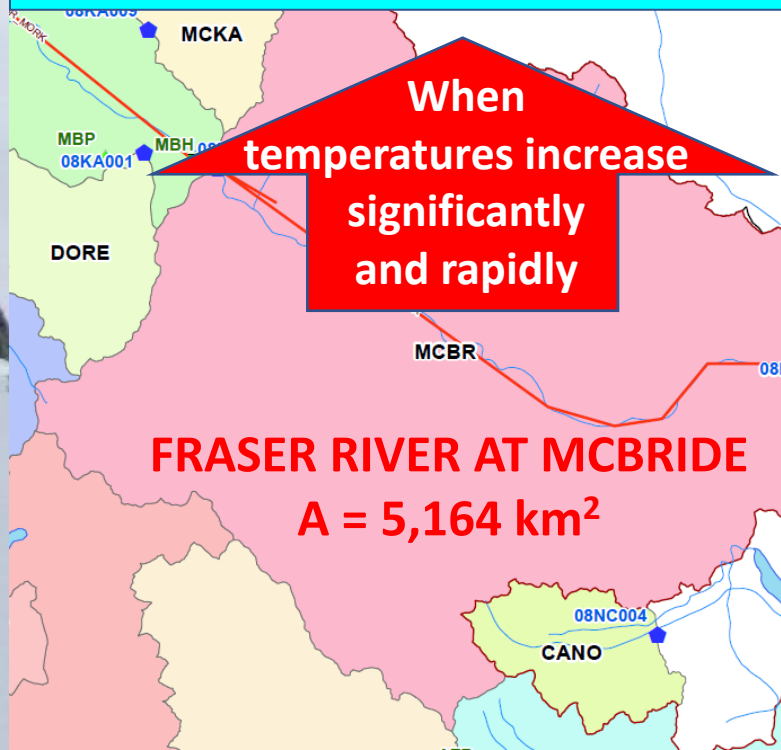 08KA009
MCKA
MORK
When
temperatures increase
significantly
and rapidly
MBP
MBH
08KA001
DORE
MCBR
FRASER RIVER AT MCBRIDE
A = 5,164 km²
08NC004
CANO